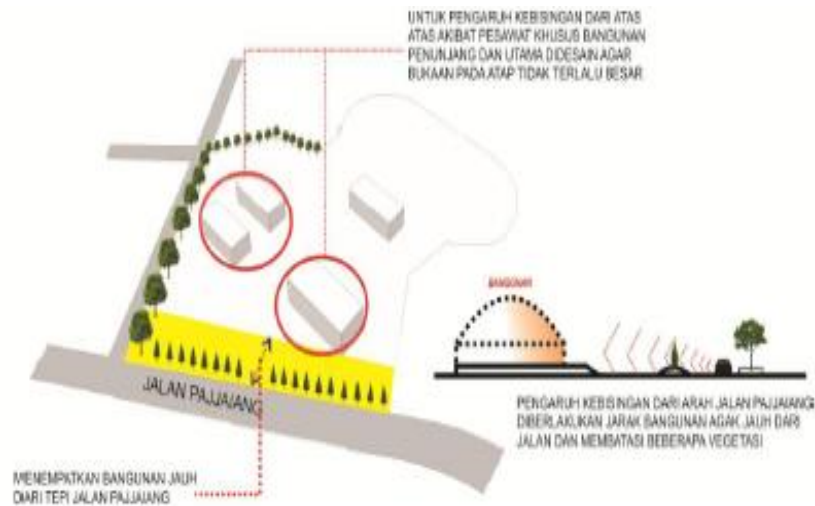 UNTUK PENGARUH KEBISINGAN DARI ATAS
ATAS AKIBAT PESAWAT KHUSUS BANGUNAN
PENUNJANG DAN UTAMA DIDESAIN AGAR
BUKAAN PADA ATAP TIDAK TERLALU BESAR
BANGUNAN
JALAN PAJJAIANG
PENGARUH KEBISINGAN DARI ARAH JALAN PAJJAIANG
DIBERLAKUKAN JARAK BANGUNAN AGAK JAUH DARI
JALAN DAN MEMBATASI BEBERAPA VEGETASI
MENEMPATKAN BANGUNAN JAUH
DIARI TEPI JALAN PAJJAIANG